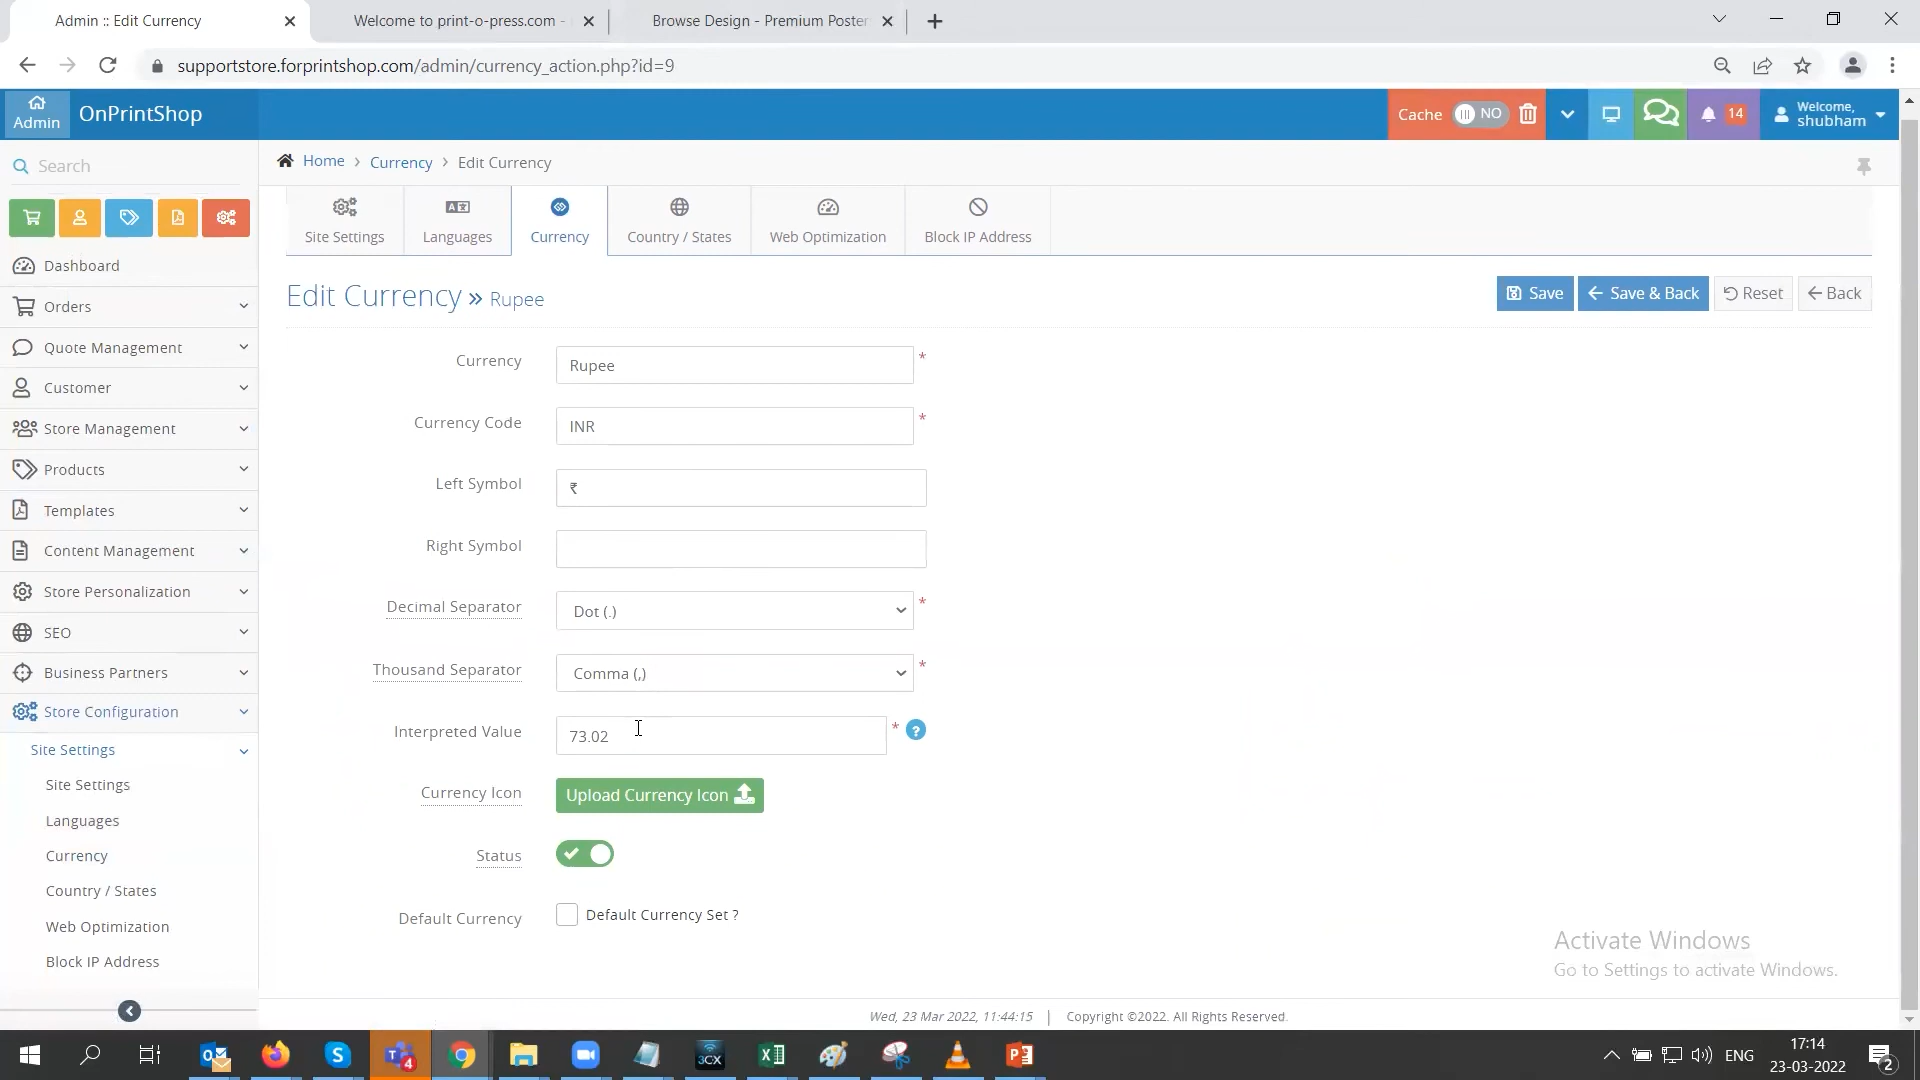 Admin :: Edit Currency
Welcome to print-o-press.com -
Browse Design - Premium Poster
supportstore.forprintshop.com/admin/currency_action.php?id=9
Admin
OnPrintShop
Cache NO
14
Welcome,
shubham
Search
Home > Currency > Edit Currency
Site Settings
Languages
Currency
Country / States
Web Optimization
Block IP Address
Edit Currency » Rupee
Save
Save & Back
Reset
Back
Dashboard
Orders
Quote Management
Customer
Store Management
Products
Templates
Content Management
Store Personalization
SEO
Business Partners
Store Configuration
Site Settings
Site Settings
Languages
Currency
Country / States
Web Optimization
Block IP Address
Currency Rupee *
Currency Code INR *
Left Symbol ₹
Right Symbol
Decimal Separator Dot (.) *
Thousand Separator Comma (,) *
Interpreted Value 73.02 * ?
Currency Icon Upload Currency Icon
Status
Default Currency Default Currency Set ?
Activate Windows
Go to Settings to activate Windows.
Wed, 23 Mar 2022, 11:44:15 | Copyright ©2022. All Rights Reserved.
4
3CX
ENG
17:14
23-03-2022
2